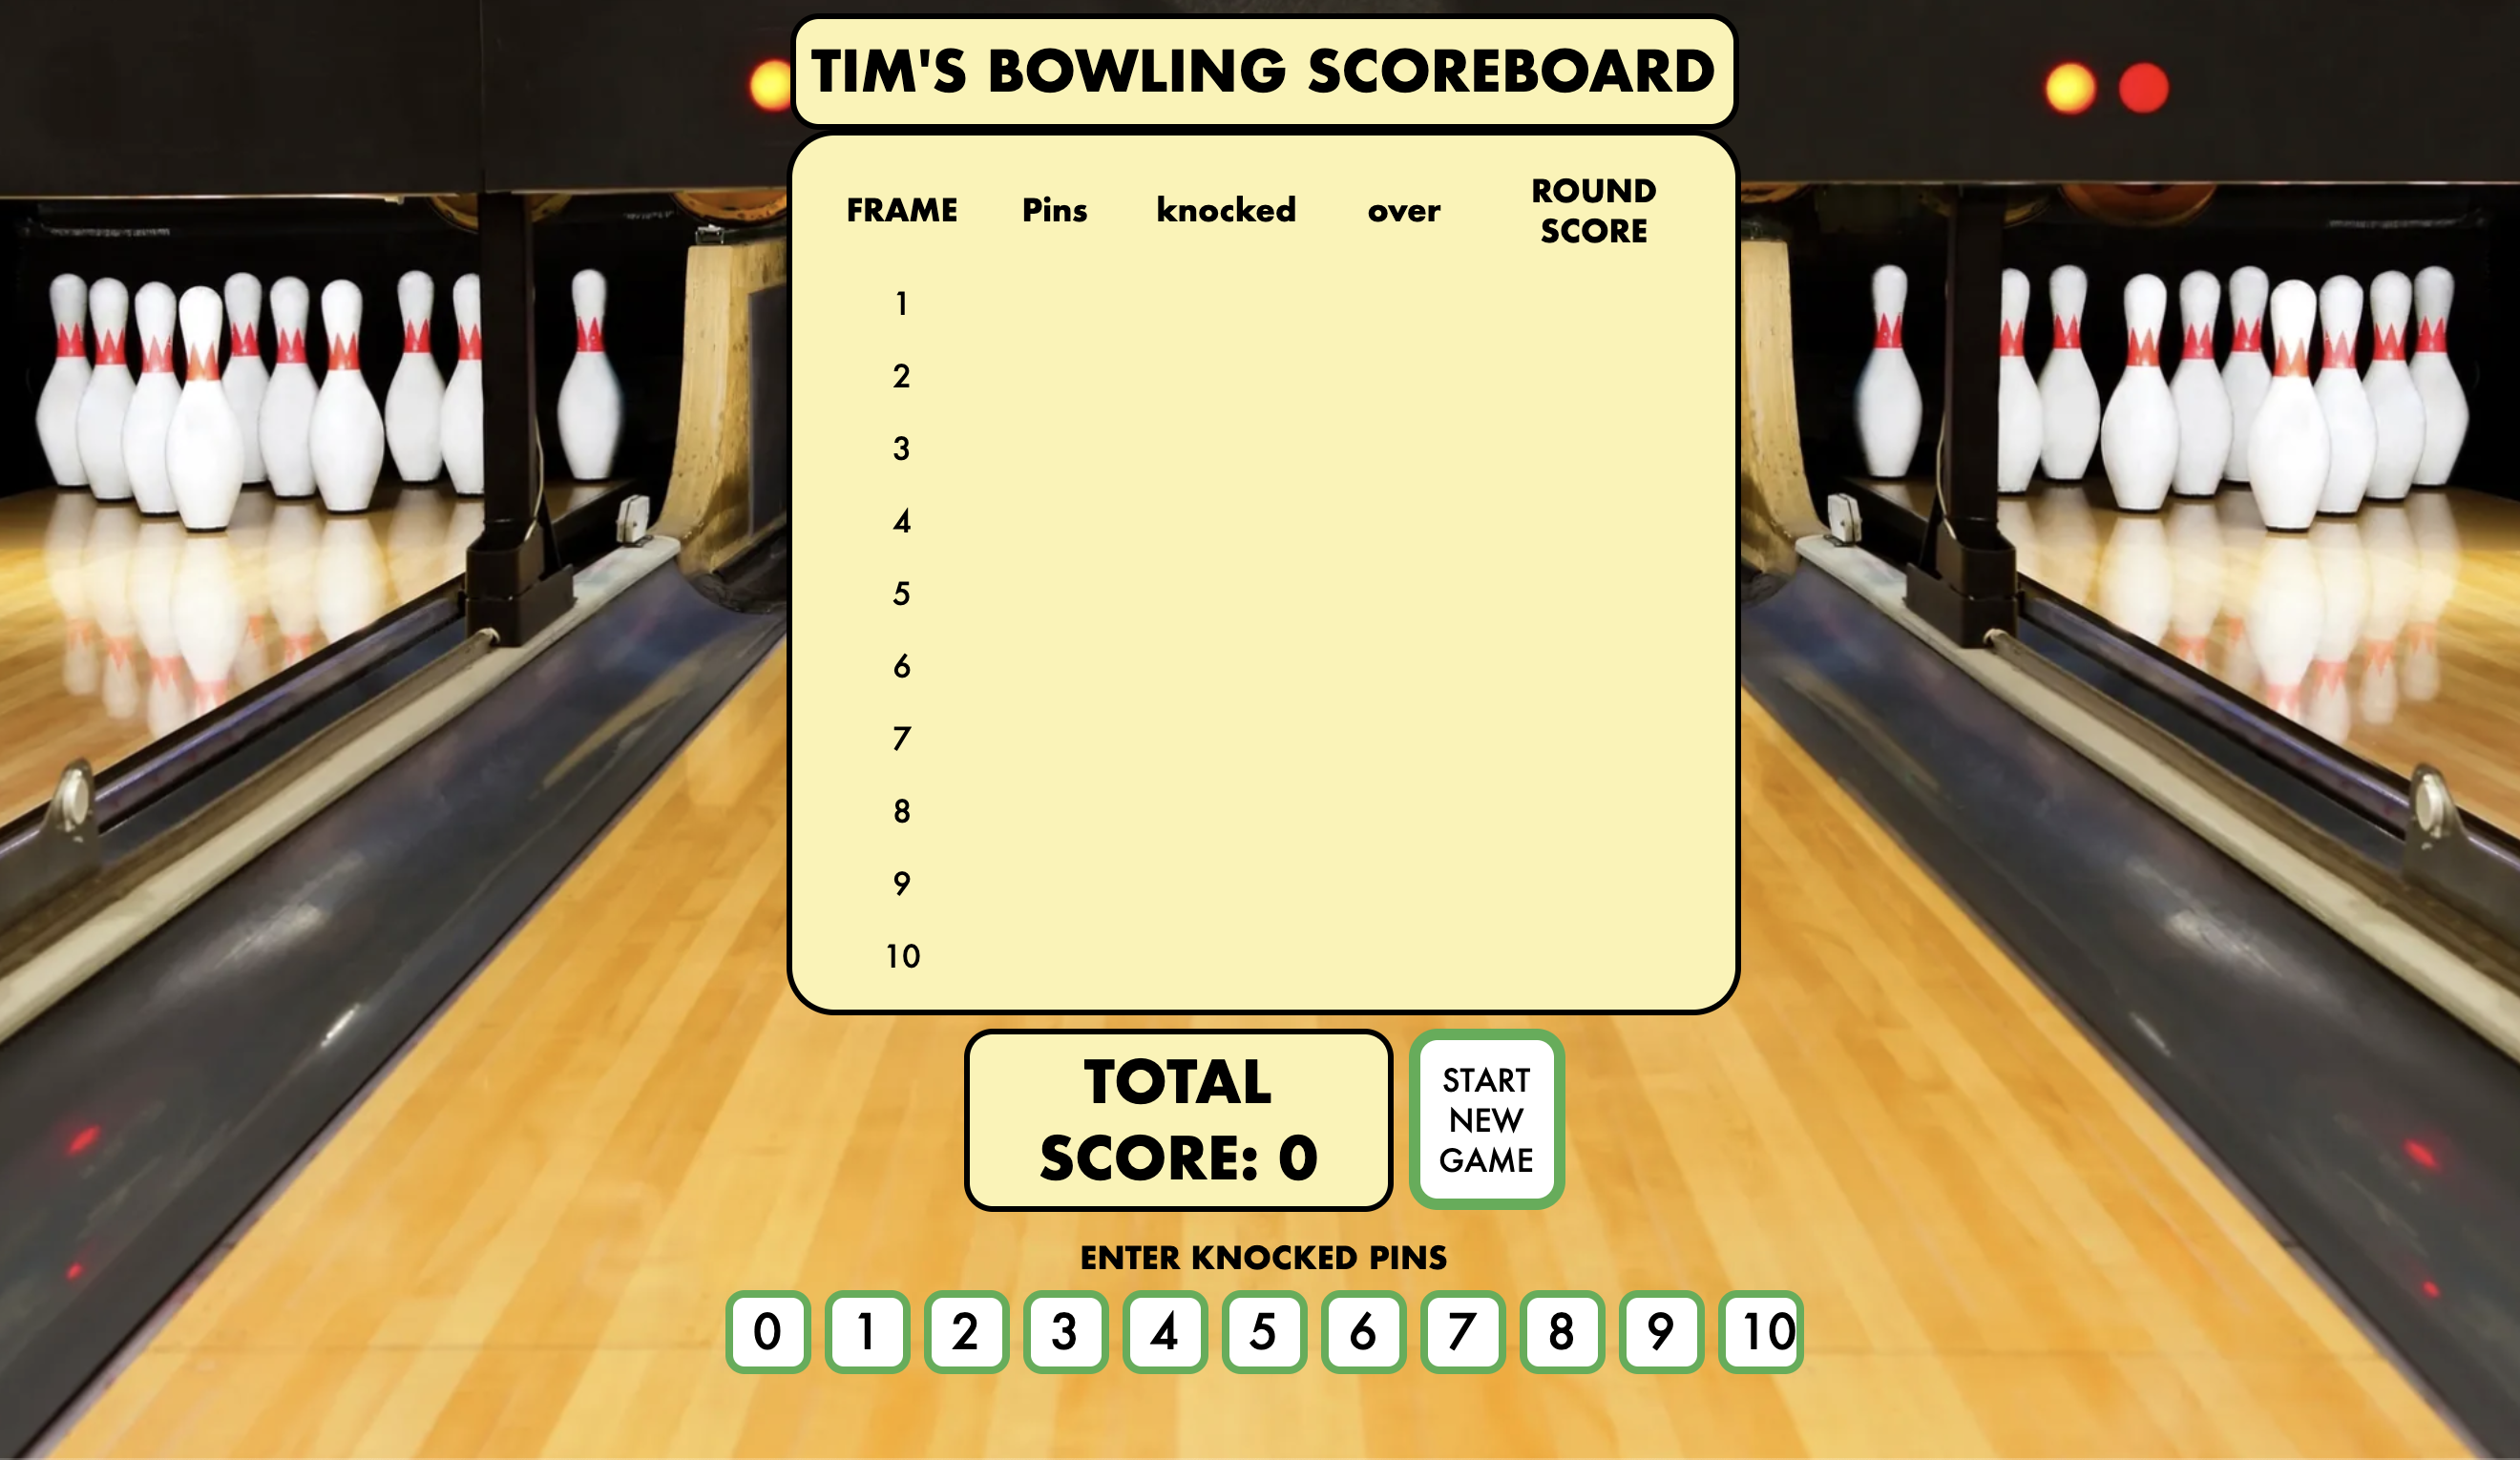 TIM'S BOWLING SCOREBOARD
FRAME Pins knocked over ROUND SCORE
1
2
3
4
5
6
7
8
9
10
TOTAL
SCORE: 0
START
NEW
GAME
ENTER KNOCKED PINS
0 1 2 3 4 5 6 7 8 9 10